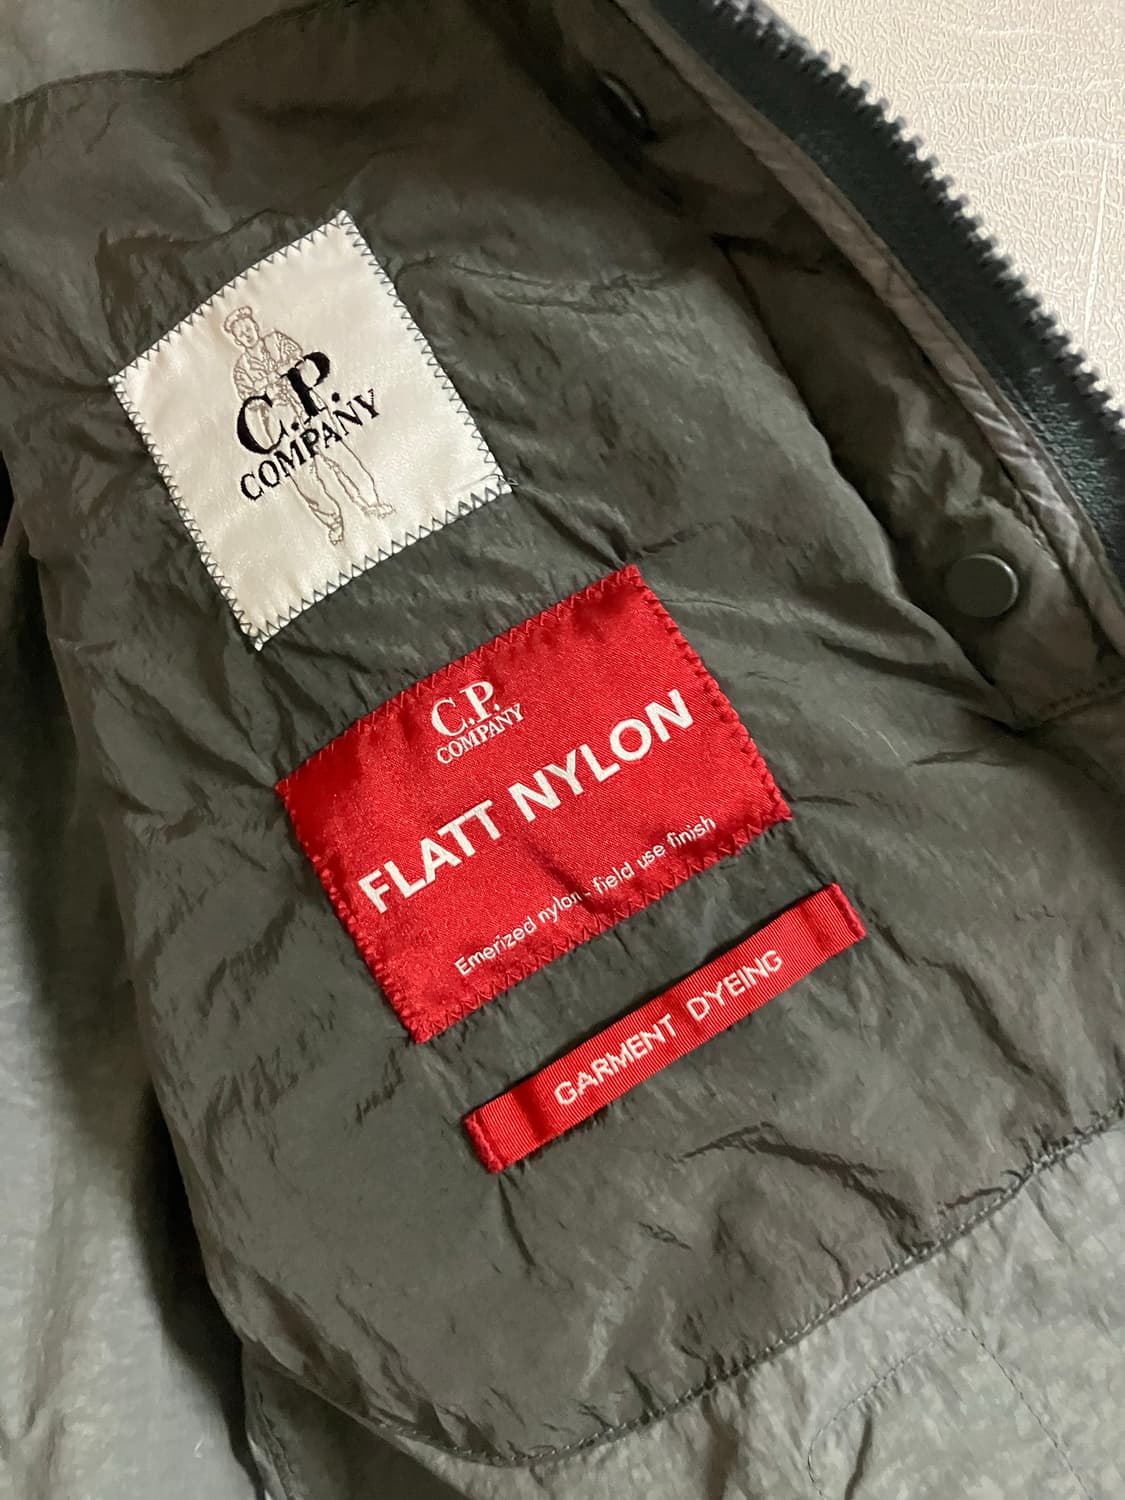 C.P.
COMPANY
C.P.
COMPANY
FLATT NYLON
Emerized nylon - field use finish
GARMENT DYEING